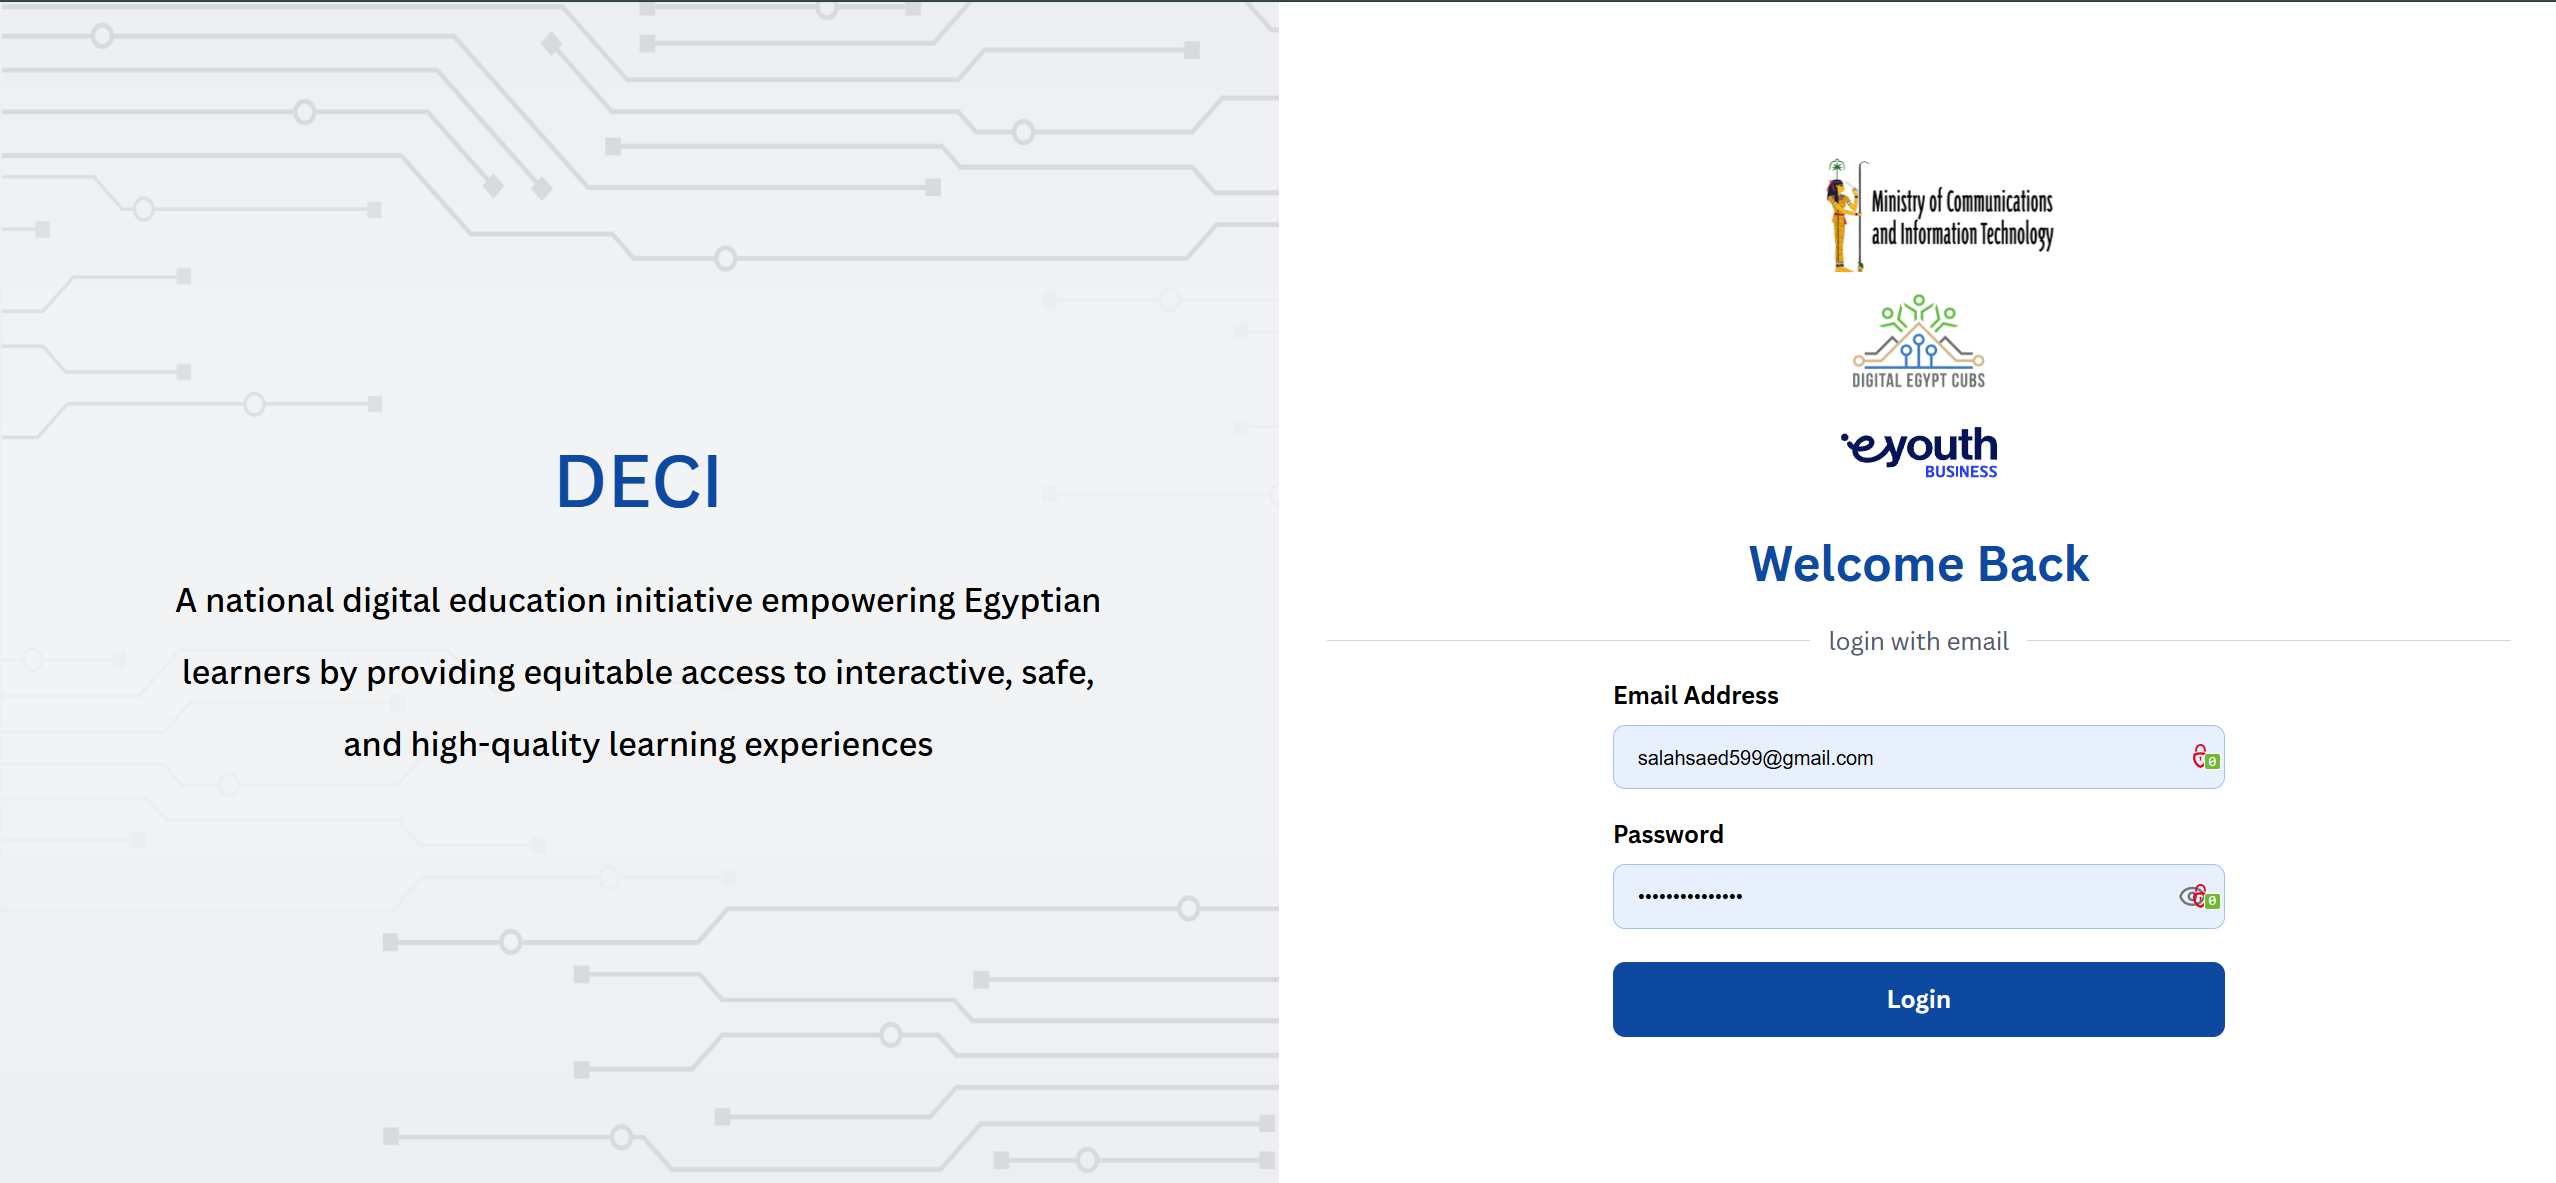 DECI
A national digital education initiative empowering Egyptian
learners by providing equitable access to interactive, safe,
and high-quality learning experiences
Ministry of Communications
and Information Technology
DIGITAL EGYPT CUBS
eyouth
BUSINESS
Welcome Back
login with email
Email Address
salahsaed599@gmail.com
0
Password
•••••••••••••••
0
Login